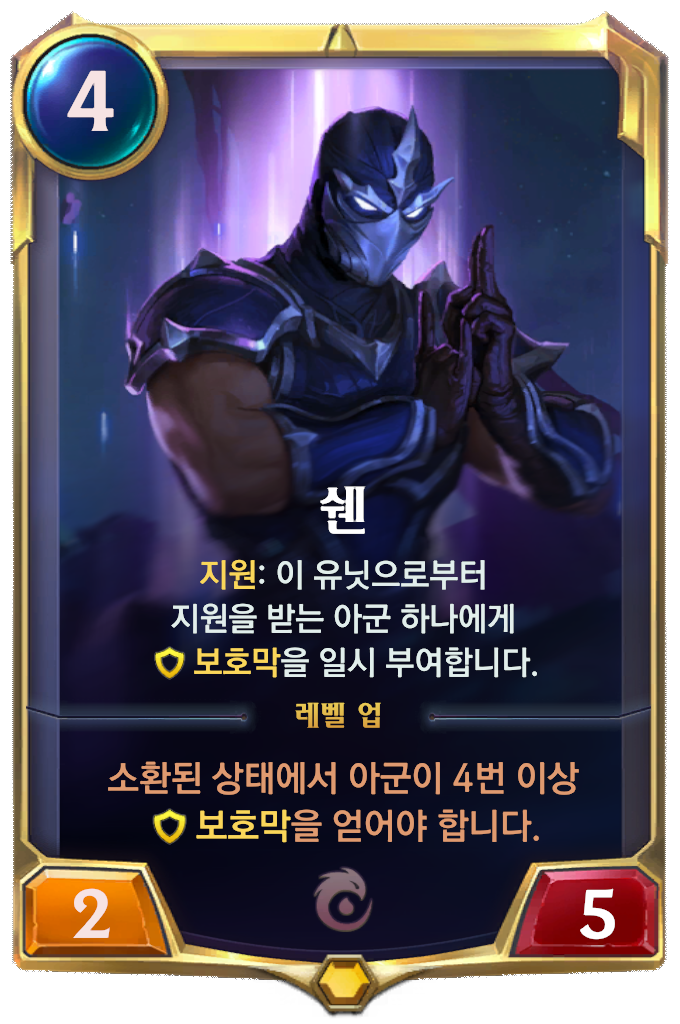 4
쉔
지원: 이 유닛으로부터
지원을 받는 아군 하나에게
보호막을 일시 부여합니다.
레벨 업
소환된 상태에서 아군이 4번 이상
보호막을 얻어야 합니다.
2
5